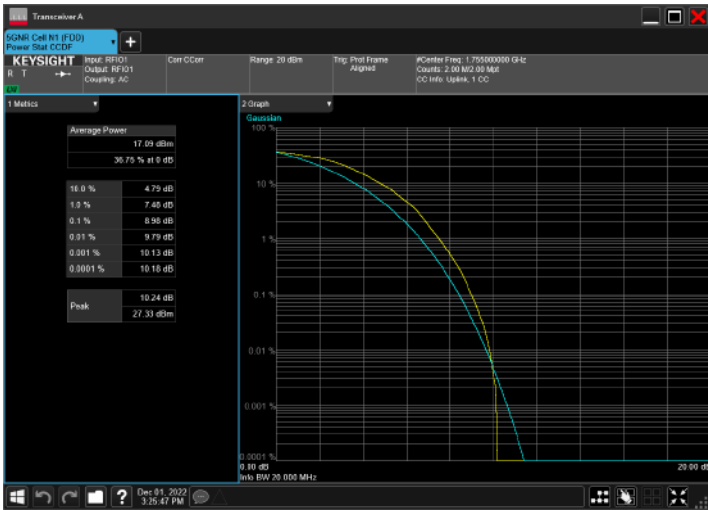 Transceiver A
5GNR Cell N1 (FDD)
Power Stat CCDF
KEYSIGHT
R T
Input: RFIO1
Output: RFIO1
Coupling: AC
Corr CCorr
Range: 20 dBm
Trig: Prot Frame
Aligned
#Center Freq: 1.755000000 GHz
Counts: 2.00 M/2.00 Mpt
CC Info: Uplink, 1 CC
1 Metrics
Average Power
17.09 dBm
36.75 % at 0 dB
10.0 % 4.79 dB
1.0 % 7.46 dB
0.1 % 8.98 dB
0.01 % 9.79 dB
0.001 % 10.13 dB
0.0001 % 10.18 dB
Peak
10.24 dB
27.33 dBm
2 Graph
Gaussian
100 %
10 %
1 %
0.1 %
0.01 %
0.001 %
0.0001 %
0.00 dB
20.00 dB
Info BW 20.000 MHz
?
Dec 01, 2022
3:25:47 PM